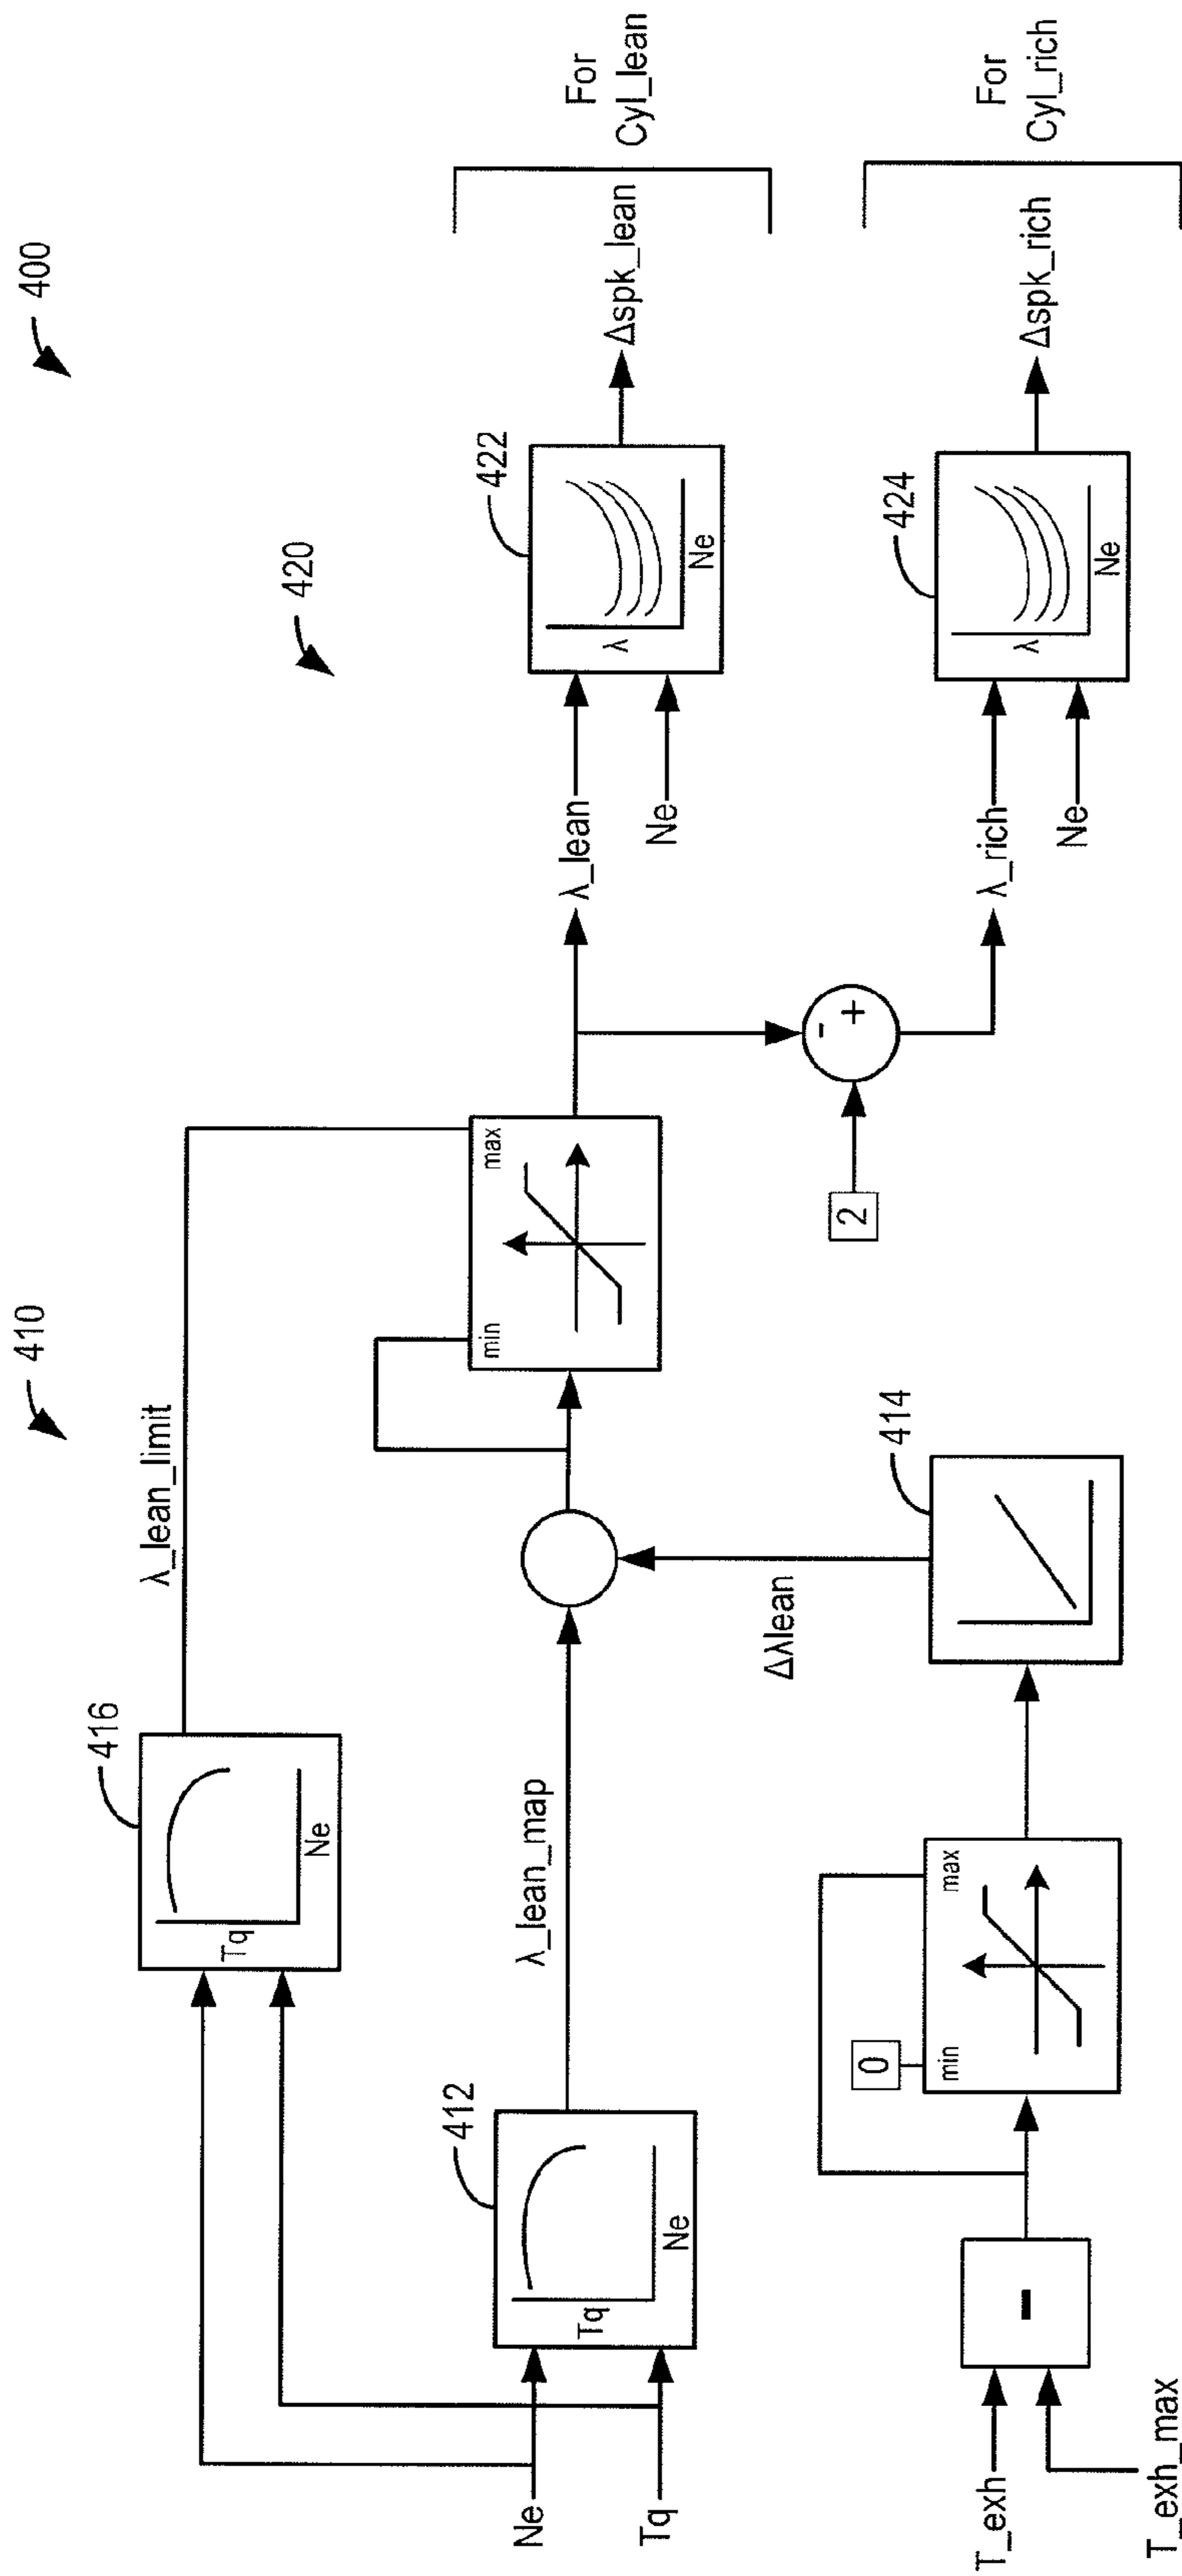 400
410
420
416
Tq
Ne
λ_lean_limit
412
Tq
Ne
Ne
Tq
λ_lean_map
min
max
λ_lean
Ne
422
λ
Ne
Δspk_lean
For
Cyl_lean
T_exh
T_exh_max
-
0
min
max
414
Δλlean
2
-
+
λ_rich
Ne
424
λ
Ne
Δspk_rich
For
Cyl_rich